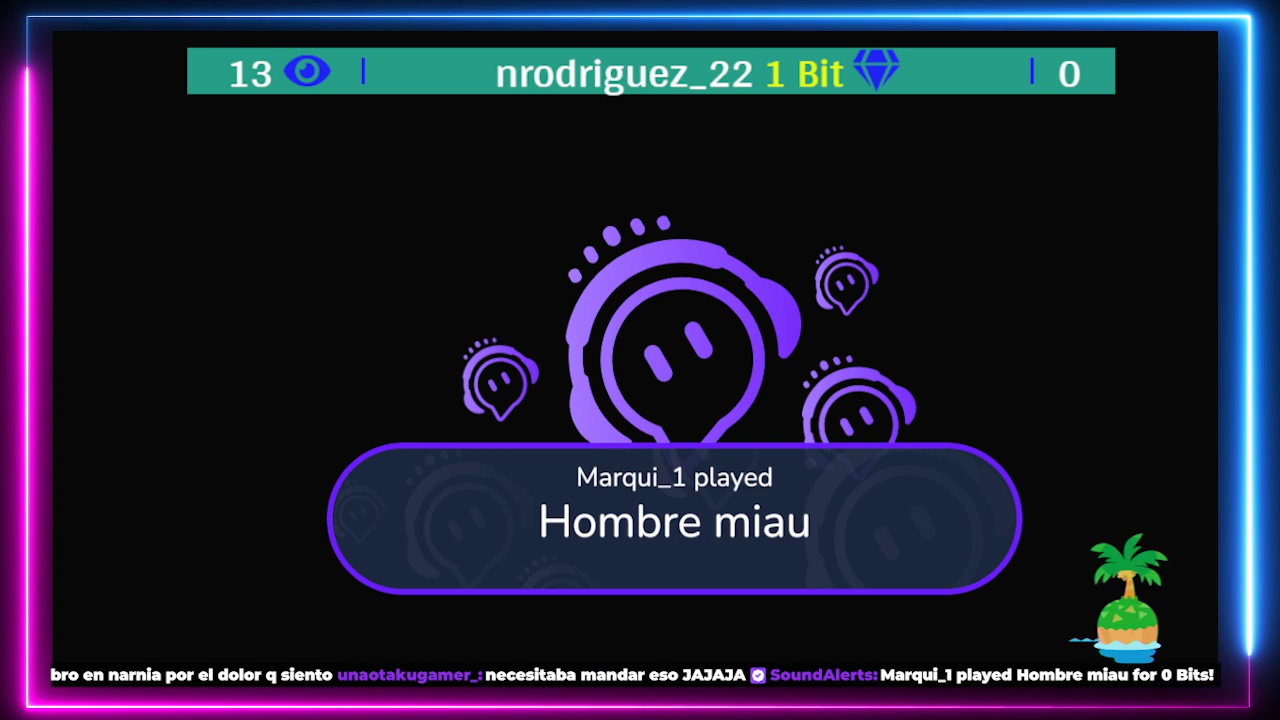 13 nrodriguez_22 1 Bit 0
Marqui_1 played
Hombre miau
bro en narnia por el dolor q siento unaotakugamer_: necesitaba mandar eso JAJAJA SoundAlerts: Marqui_1 played Hombre miau for 0 Bits!